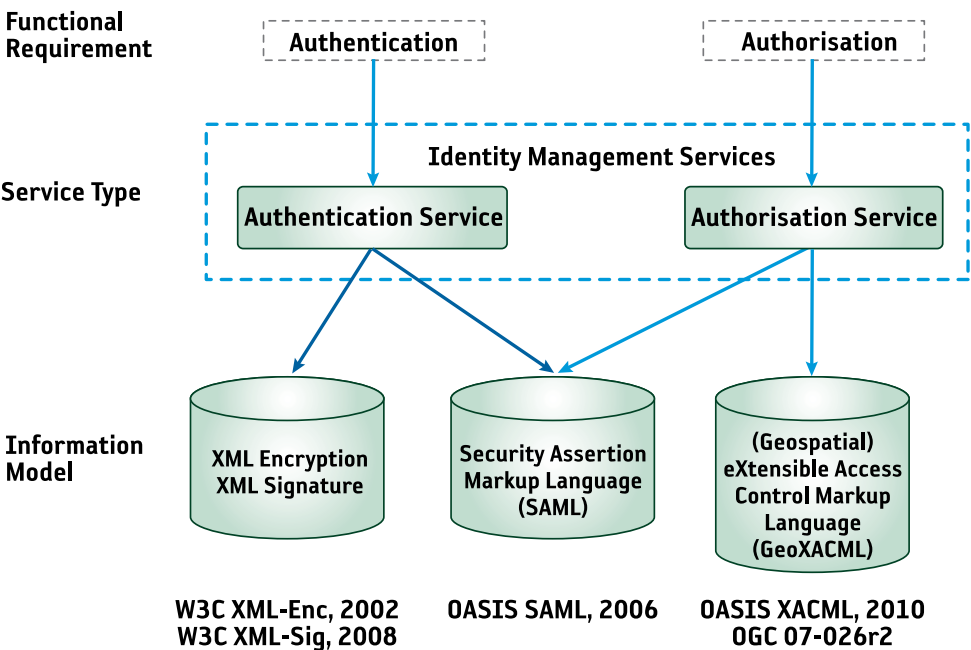 Functional
Requirement
Authentication
Authorisation
Identity Management Services
Service Type
Authentication Service
Authorisation Service
Information
Model
XML Encryption
XML Signature
Security Assertion
Markup Language
(SAML)
(Geospatial)
eXtensible Access
Control Markup
Language
(GeoXACML)
W3C XML-Enc, 2002
W3C XML-Sig, 2008
OASIS SAML, 2006
OASIS XACML, 2010
OGC 07-026r2